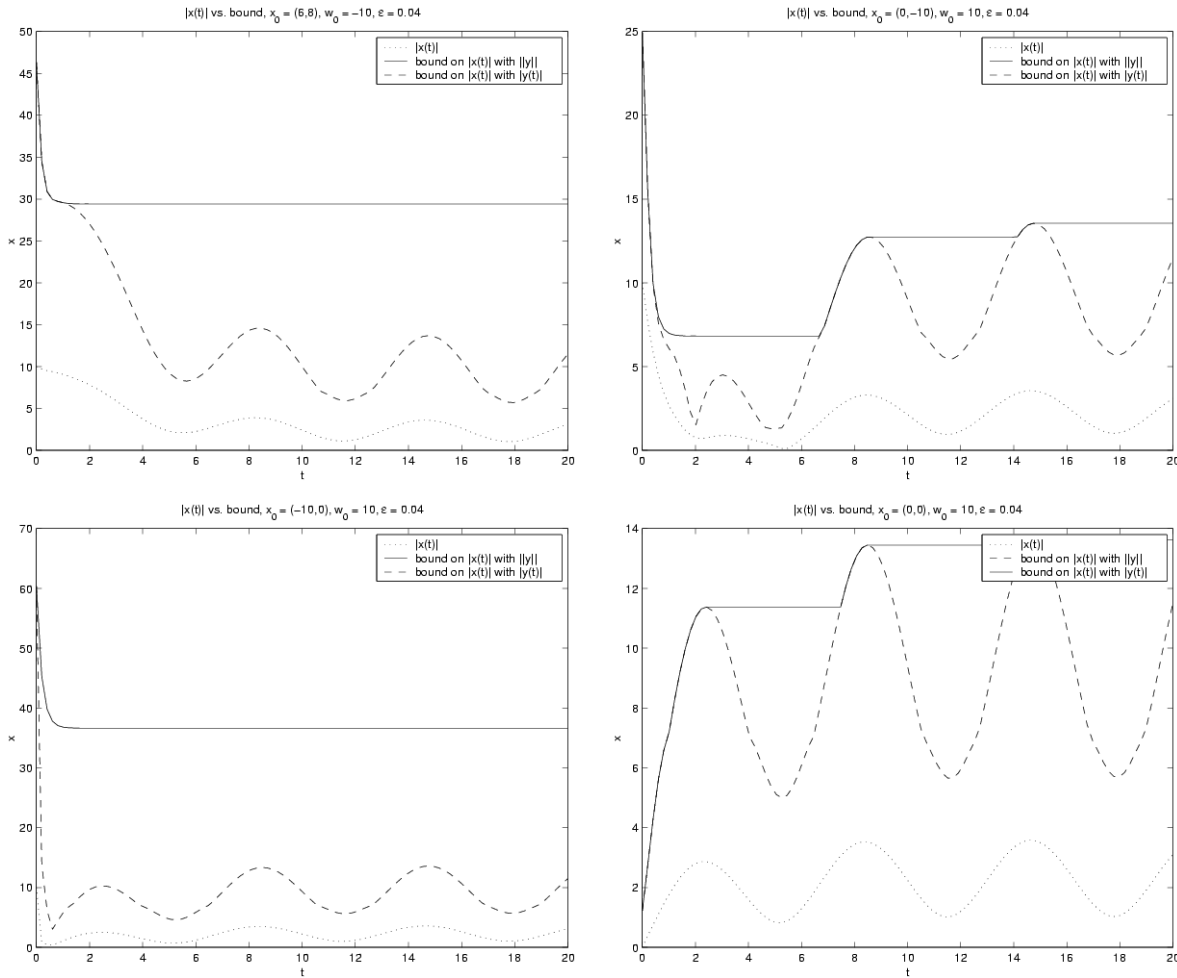 |x(t)| vs. bound, x₀ = (6,8), w₀ = −10, ε = 0.04
|x(t)|
bound on |x(t)| with ||y||
bound on |x(t)| with |y(t)|
50
45
40
35
30
25
20
15
10
5
0
x
0 2 4 6 8 10 12 14 16 18 20
t
|x(t)| vs. bound, x₀ = (0,−10), w₀ = 10, ε = 0.04
|x(t)|
bound on |x(t)| with ||y||
bound on |x(t)| with |y(t)|
25
20
15
10
5
0
x
0 2 4 6 8 10 12 14 16 18 20
t
|x(t)| vs. bound, x₀ = (−10,0), w₀ = 10, ε = 0.04
|x(t)|
bound on |x(t)| with ||y||
bound on |x(t)| with |y(t)|
70
60
50
40
30
20
10
0
x
0 2 4 6 8 10 12 14 16 18 20
t
|x(t)| vs. bound, x₀ = (0,0), w₀ = 10, ε = 0.04
|x(t)|
bound on |x(t)| with ||y||
bound on |x(t)| with |y(t)|
14
12
10
8
6
4
2
0
x
0 2 4 6 8 10 12 14 16 18 20
t